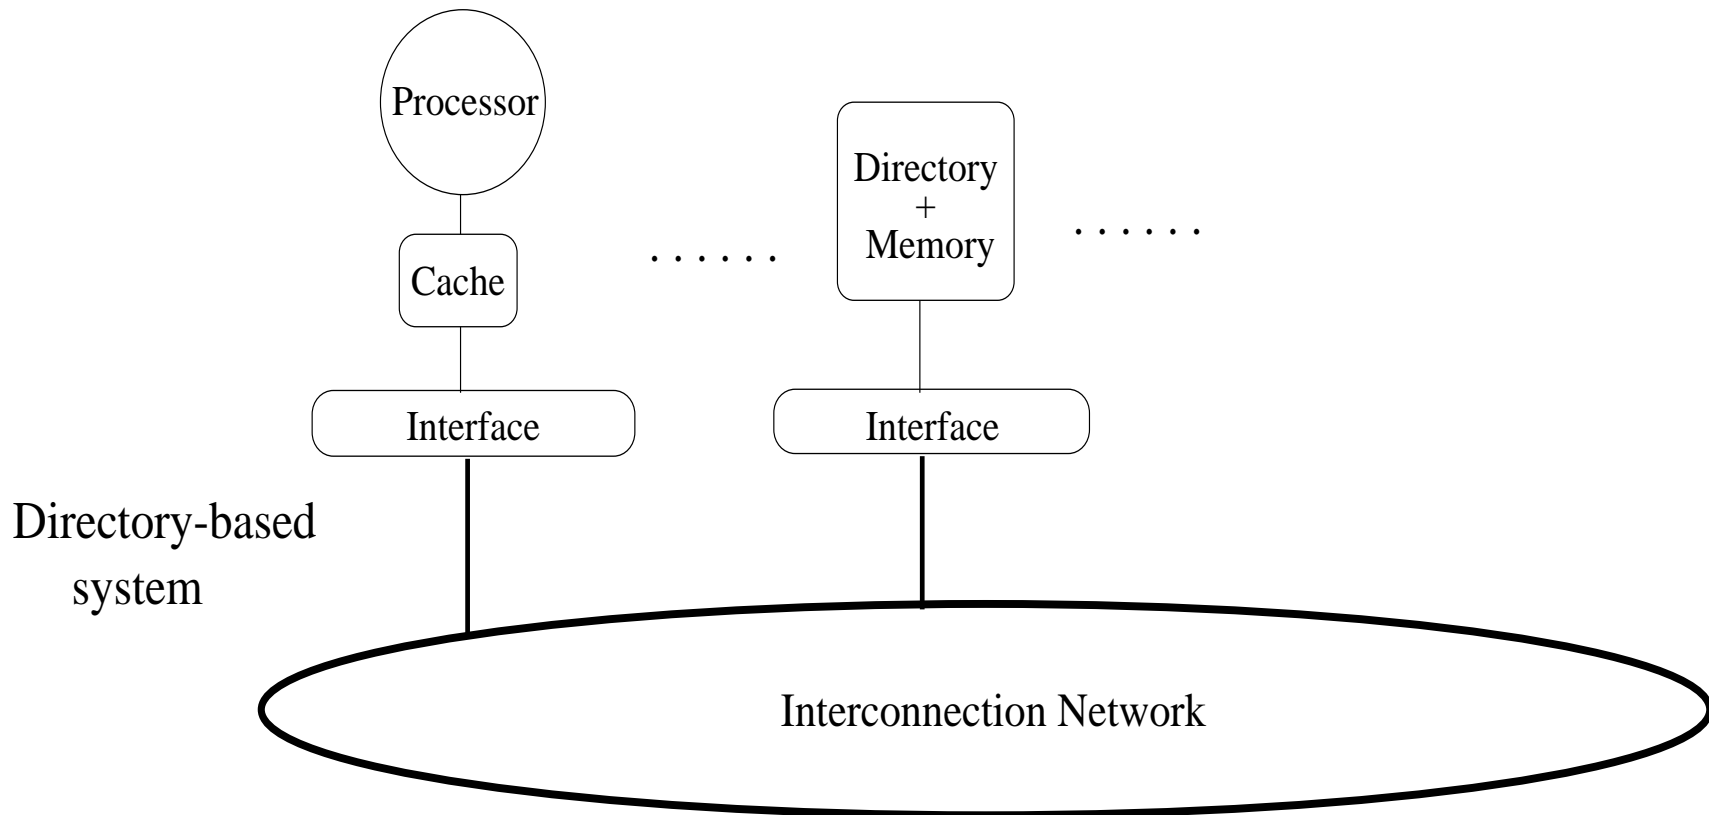 Processor
Cache
Interface
Directory
+
Memory
Interface
Directory-based
system
Interconnection Network